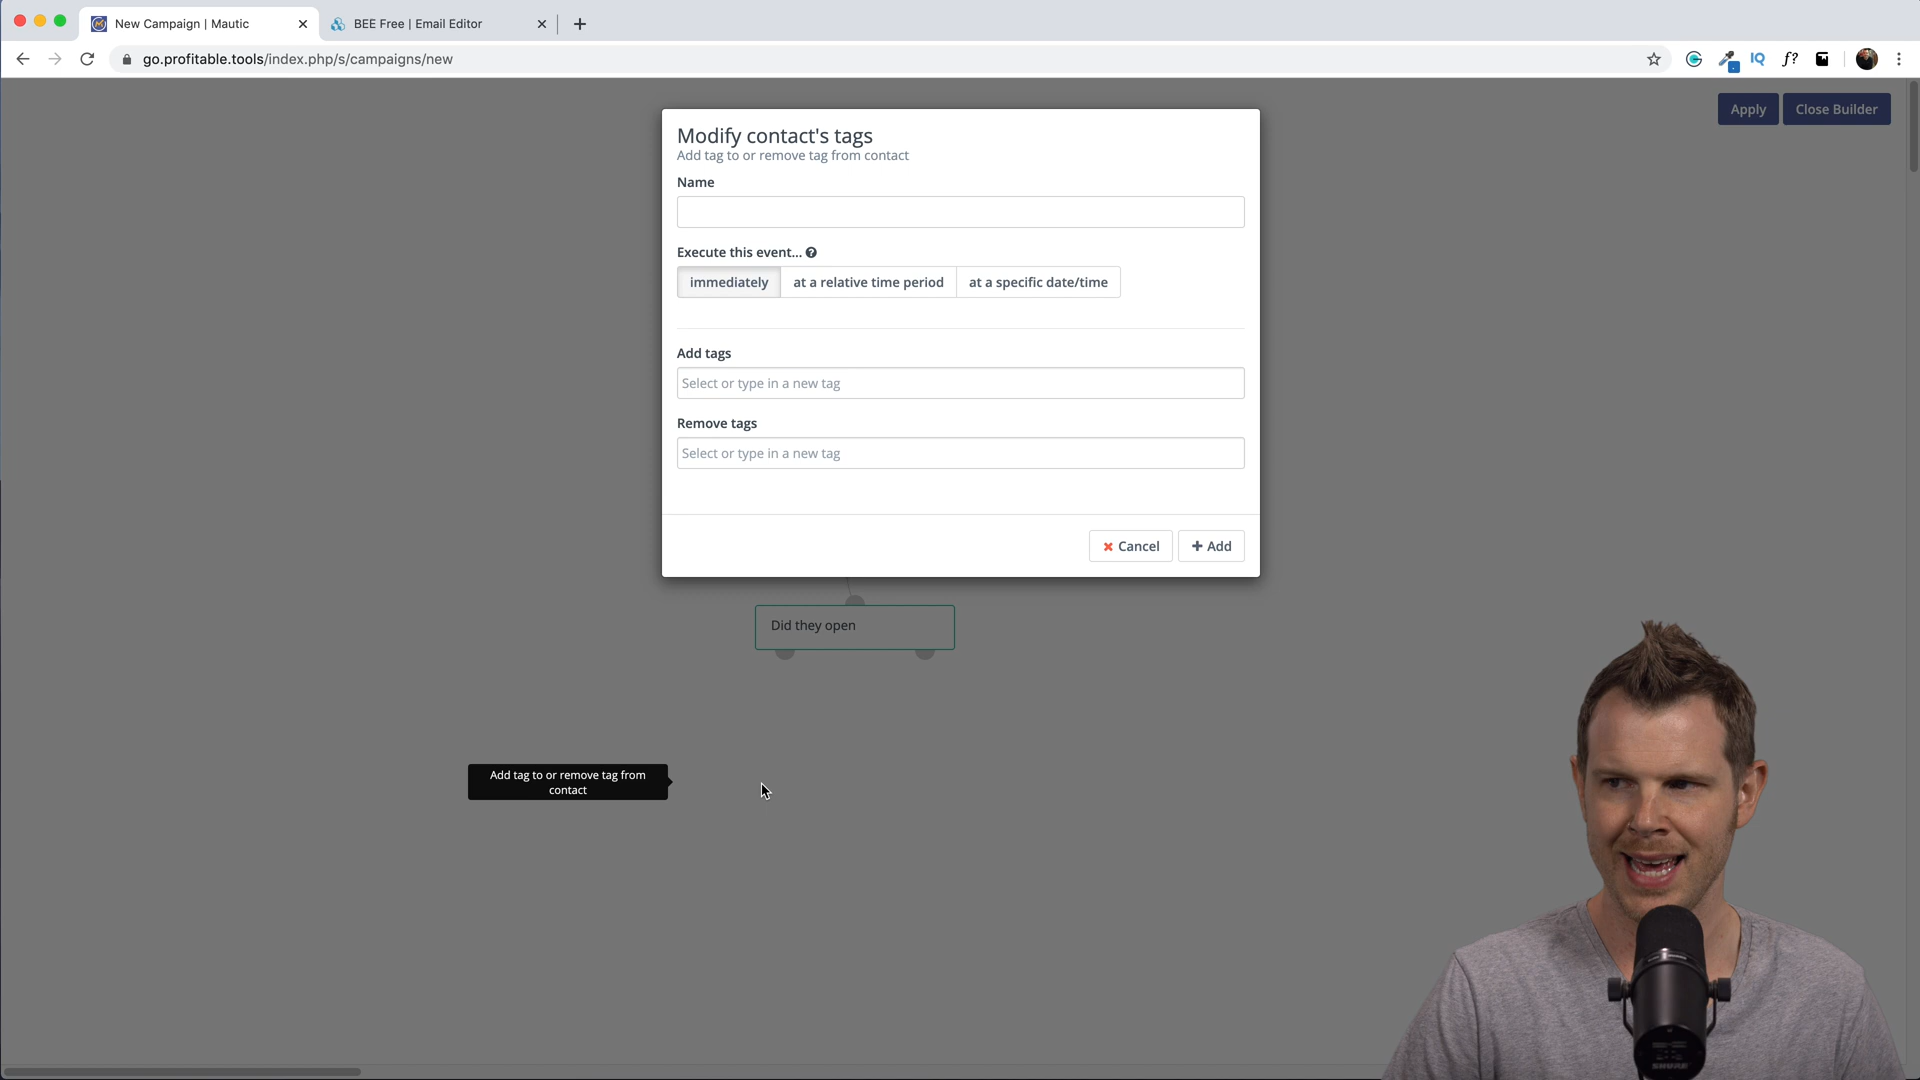 New Campaign | Mautic
BEE Free | Email Editor
go.profitable.tools/index.php/s/campaigns/new
IQ
f?
Apply
Close Builder
Modify contact's tags
Add tag to or remove tag from contact
Name
Execute this event...
immediately
at a relative time period
at a specific date/time
Add tags
Select or type in a new tag
Remove tags
Select or type in a new tag
Cancel
Add
Did they open
Add tag to or remove tag from
contact
SHURE